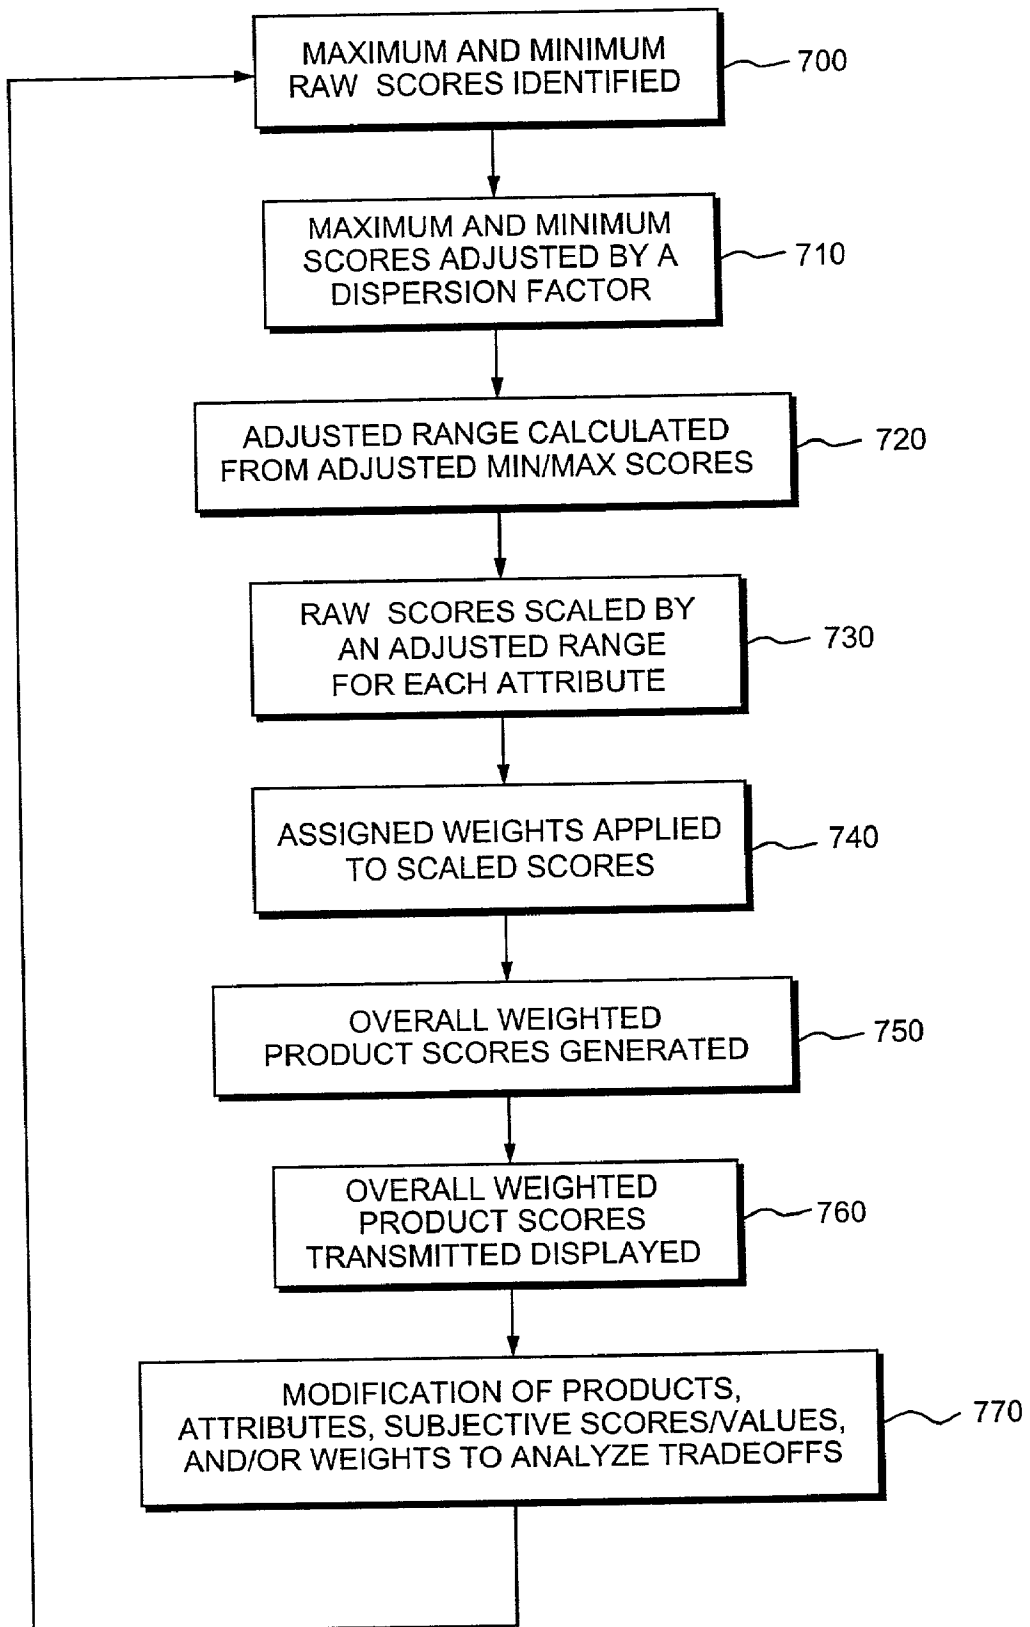 MAXIMUM AND MINIMUM
RAW SCORES IDENTIFIED
700
MAXIMUM AND MINIMUM
SCORES ADJUSTED BY A
DISPERSION FACTOR
710
ADJUSTED RANGE CALCULATED
FROM ADJUSTED MIN/MAX SCORES
720
RAW SCORES SCALED BY
AN ADJUSTED RANGE
FOR EACH ATTRIBUTE
730
ASSIGNED WEIGHTS APPLIED
TO SCALED SCORES
740
OVERALL WEIGHTED
PRODUCT SCORES GENERATED
750
OVERALL WEIGHTED
PRODUCT SCORES
TRANSMITTED DISPLAYED
760
MODIFICATION OF PRODUCTS,
ATTRIBUTES, SUBJECTIVE SCORES/VALUES,
AND/OR WEIGHTS TO ANALYZE TRADEOFFS
770